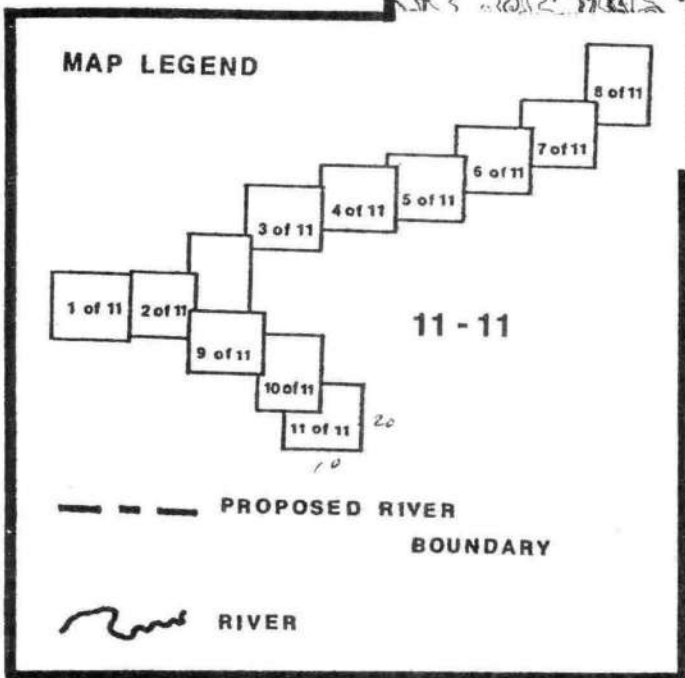 MAP LEGEND
8 of 11
7 of 11
6 of 11
5 of 11
4 of 11
3 of 11
1 of 11
2 of 11
11 - 11
9 of 11
10 of 11
11 of 11
20
10
PROPOSED RIVER
BOUNDARY
RIVER